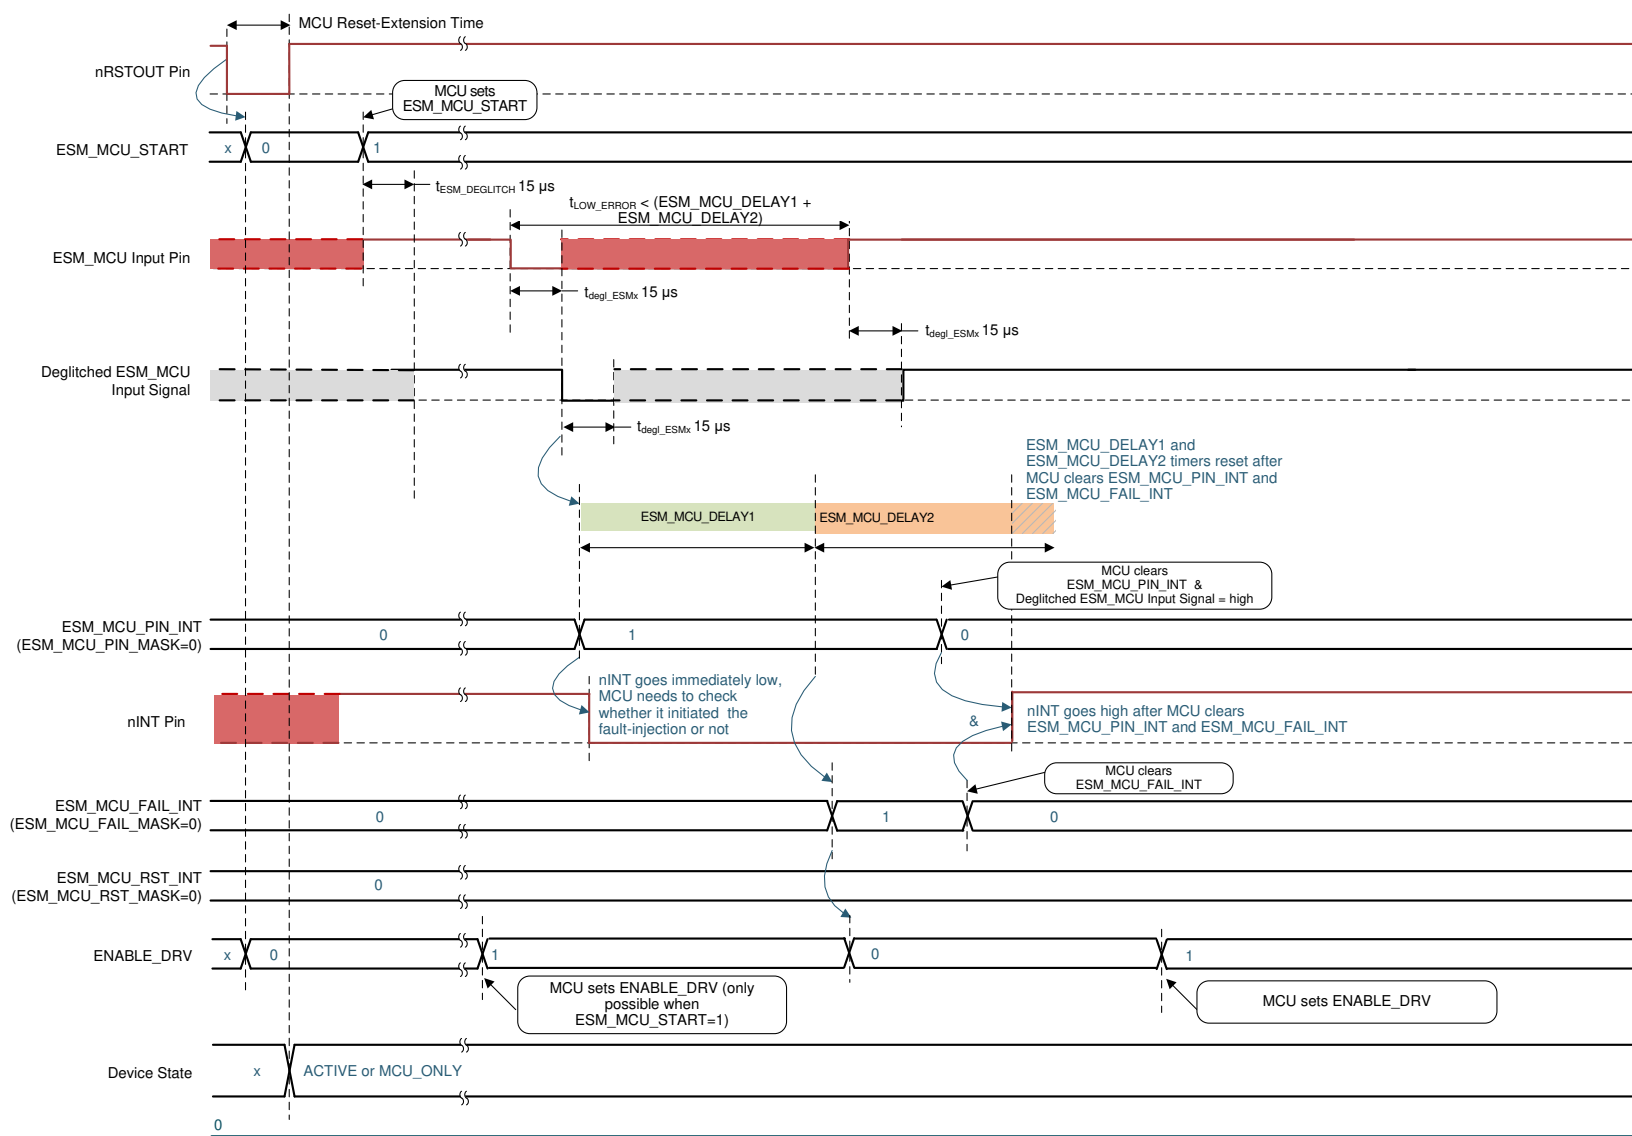 MCU Reset-Extension Time
nRSTOUT Pin
MCU sets
ESM_MCU_START
ESM_MCU_START
x
0
1
tESM_DEGLITCH 15 µs
tLOW_ERROR < (ESM_MCU_DELAY1 +
ESM_MCU_DELAY2)
ESM_MCU Input Pin
tdegl_ESMx 15 µs
tdegl_ESMx 15 µs
Deglitched ESM_MCU
Input Signal
tdegl_ESMx 15 µs
ESM_MCU_DELAY1 and
ESM_MCU_DELAY2 timers reset after
MCU clears ESM_MCU_PIN_INT and
ESM_MCU_FAIL_INT
ESM_MCU_DELAY1
ESM_MCU_DELAY2
MCU clears
ESM_MCU_PIN_INT &
Deglitched ESM_MCU Input Signal = high
ESM_MCU_PIN_INT
(ESM_MCU_PIN_MASK=0)
0
1
0
nINT Pin
nINT goes immediately low,
MCU needs to check
whether it initiated the
fault-injection or not
&
nINT goes high after MCU clears
ESM_MCU_PIN_INT and ESM_MCU_FAIL_INT
MCU clears
ESM_MCU_FAIL_INT
ESM_MCU_FAIL_INT
(ESM_MCU_FAIL_MASK=0)
0
1
0
ESM_MCU_RST_INT
(ESM_MCU_RST_MASK=0)
0
ENABLE_DRV
x
0
1
0
1
MCU sets ENABLE_DRV (only
possible when
ESM_MCU_START=1)
MCU sets ENABLE_DRV
Device State
x
ACTIVE or MCU_ONLY
0